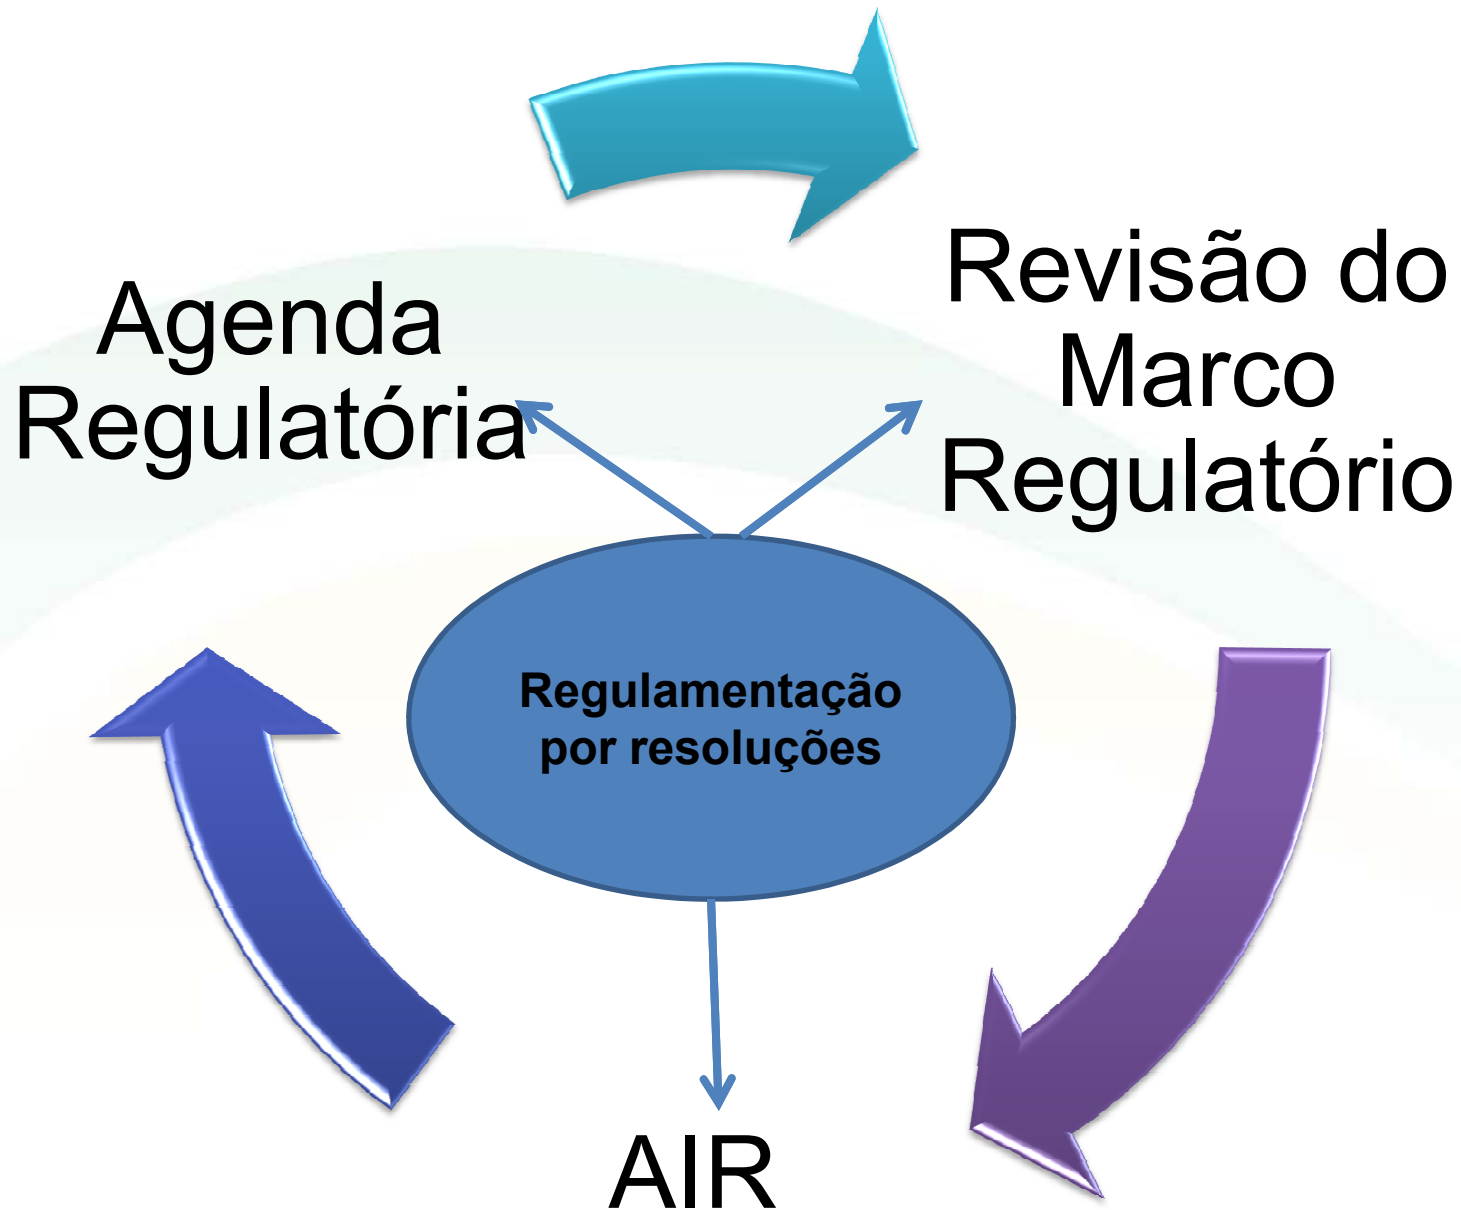 Agenda
Regulatória
Revisão do
Marco
Regulatório
Regulamentação
por resoluções
AIR